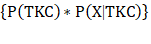 {P(TKC) * P(X|TKC)}